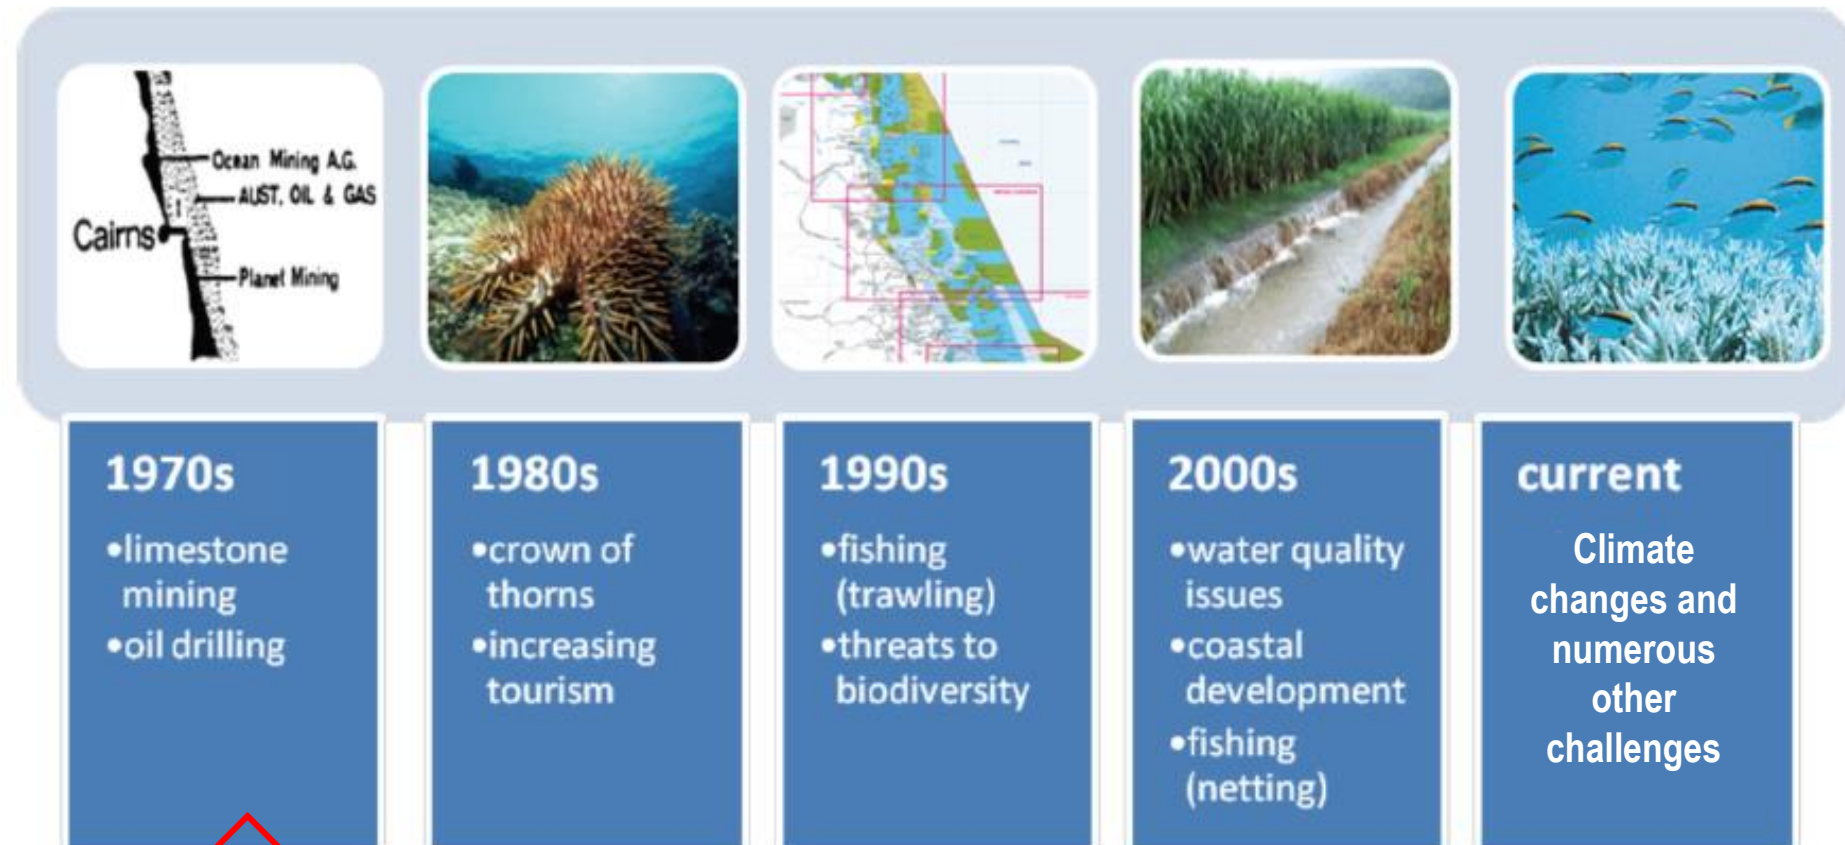 Ocean Mining A.G.
AUST, OIL & GAS
Cairns
Planet Mining
1970s
•limestone
mining
•oil drilling
1980s
•crown of
thorns
•increasing
tourism
1990s
•fishing
(trawling)
•threats to
biodiversity
2000s
•water quality
issues
•coastal
development
•fishing
(netting)
current
Climate
changes and
numerous
other
challenges